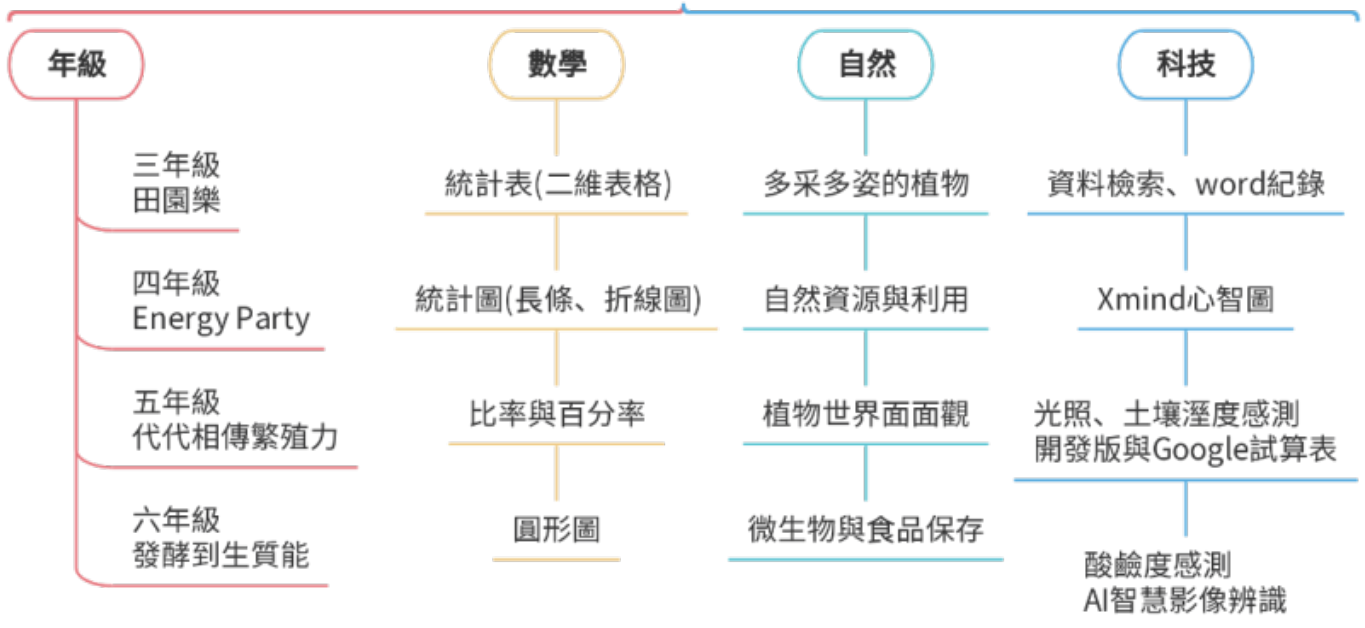 年級
數學
自然
科技
三年級
田園樂
統計表(二維表格)
多采多姿的植物
資料檢索、word紀錄
四年級
Energy Party
統計圖(長條、折線圖)
自然資源與利用
Xmind心智圖
五年級
代代相傳繁殖力
比率與百分率
植物世界面面觀
光照、土壤溼度感測
開發版與Google試算表
六年級
發酵到生質能
圓形圖
微生物與食品保存
酸鹼度感測
AI智慧影像辨識